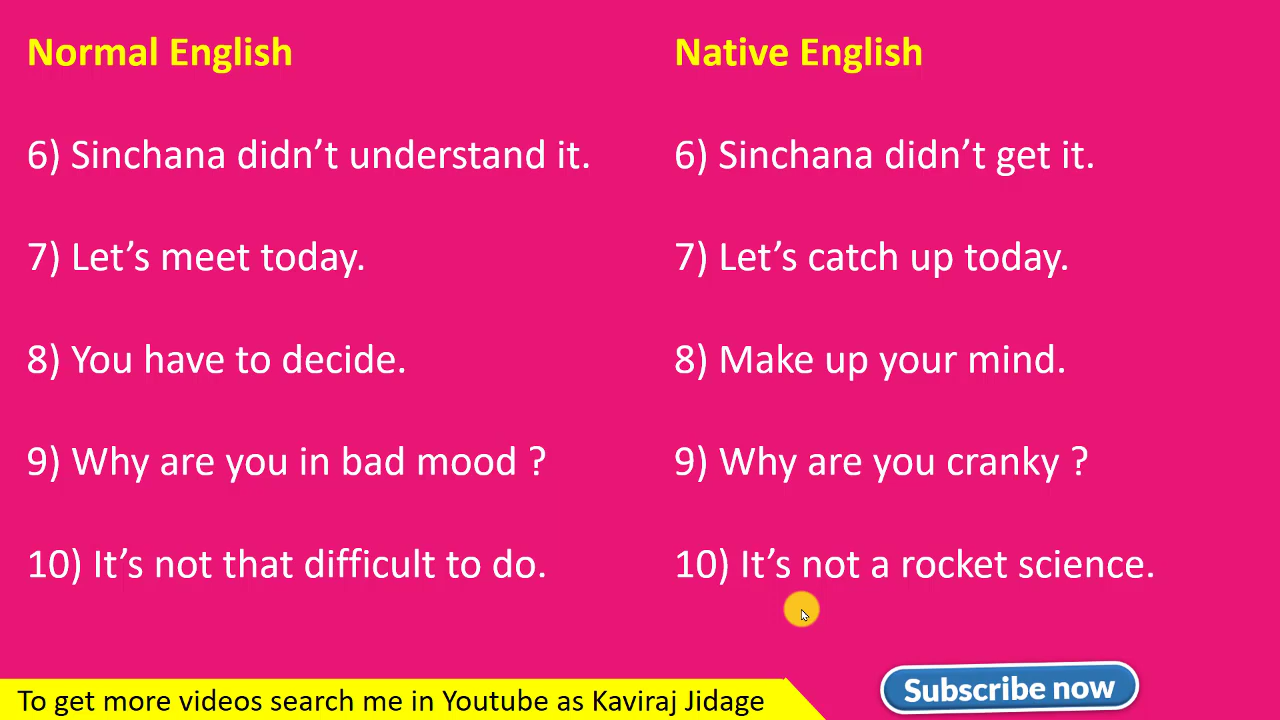 Normal English
Native English
6) Sinchana didn’t understand it.
6) Sinchana didn’t get it.
7) Let’s meet today.
7) Let’s catch up today.
8) You have to decide.
8) Make up your mind.
9) Why are you in bad mood ?
9) Why are you cranky ?
10) It’s not that difficult to do.
10) It’s not a rocket science.
To get more videos search me in Youtube as Kaviraj Jidage
Subscribe now